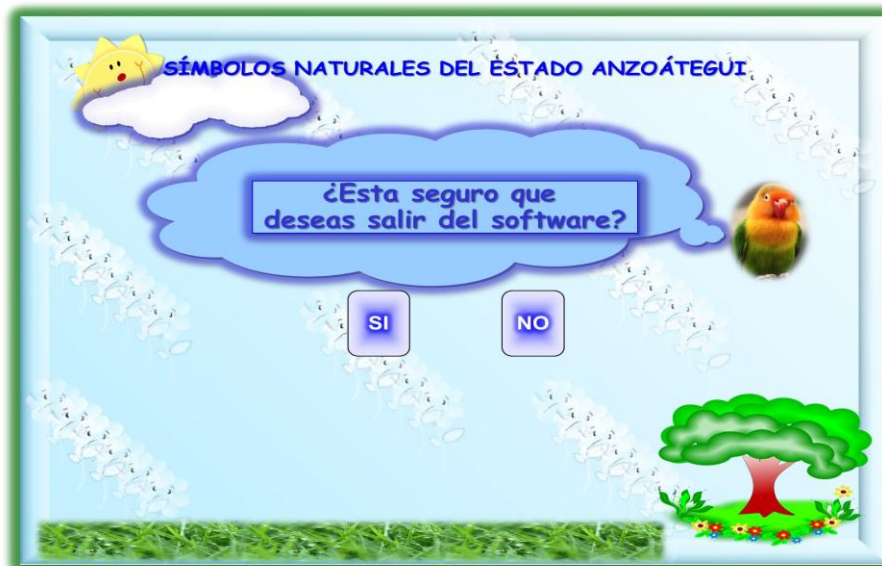 SÍMBOLOS NATURALES DEL ESTADO ANZOÁTEGUI
¿Esta seguro que
deseas salir del software?
SI
NO